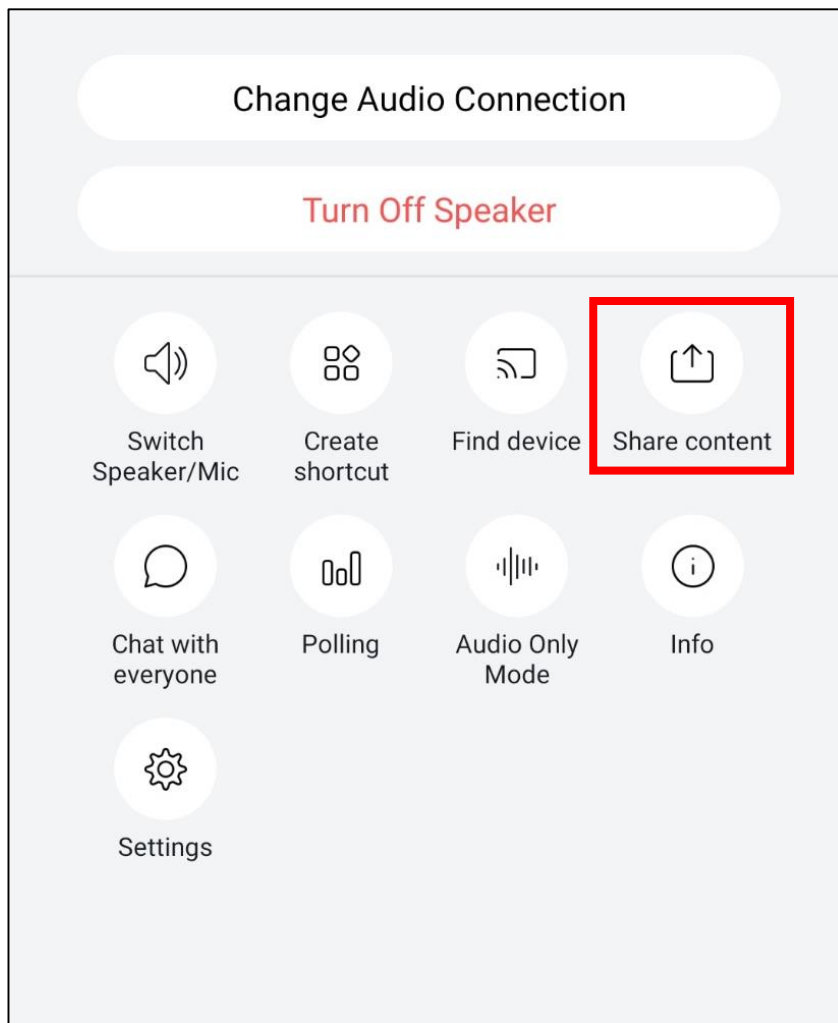 Change Audio Connection
Turn Off Speaker
Switch
Speaker/Mic
Create
shortcut
Find device
Share content
Chat with
everyone
Polling
Audio Only
Mode
Info
Settings